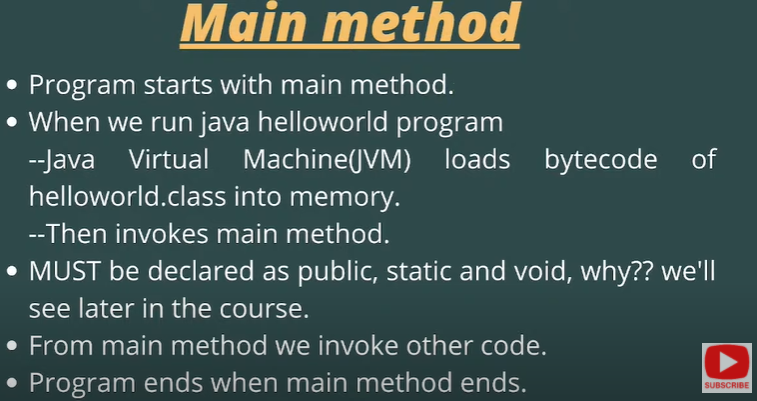 Main method
• Program starts with main method.
• When we run java helloworld program
--Java Virtual Machine(JVM) loads bytecode of
helloworld.class into memory.
--Then invokes main method.
• MUST be declared as public, static and void, why?? we'll
see later in the course.
• From main method we invoke other code.
• Program ends when main method ends.
SUBSCRIBE